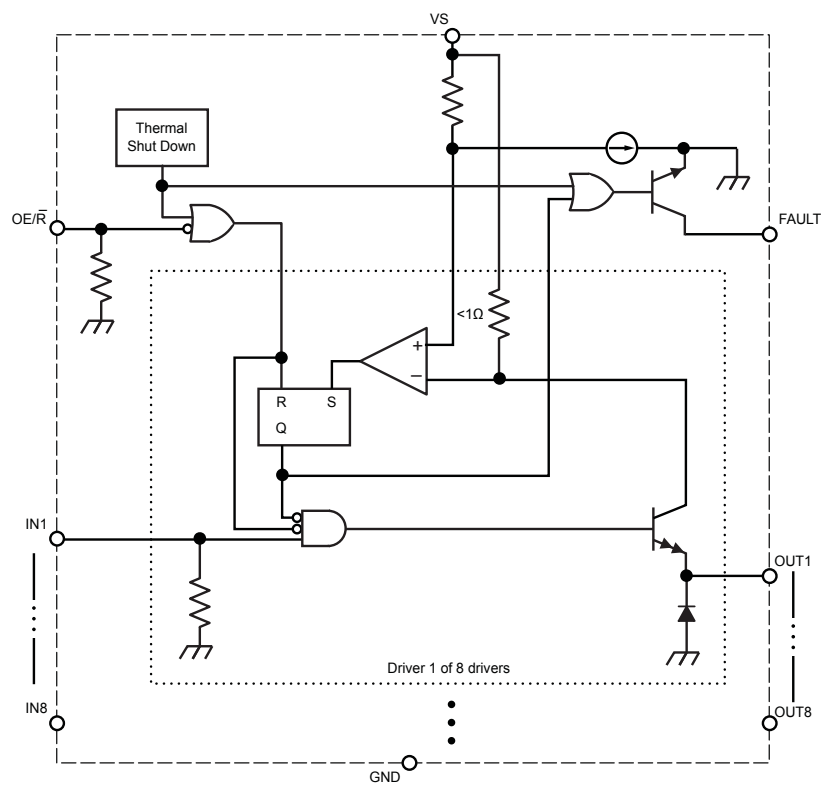 VS
Thermal
Shut Down
OE/R̅
FAULT
<1Ω
+
−
R S
Q
IN1
OUT1
Driver 1 of 8 drivers
IN8
OUT8
GND